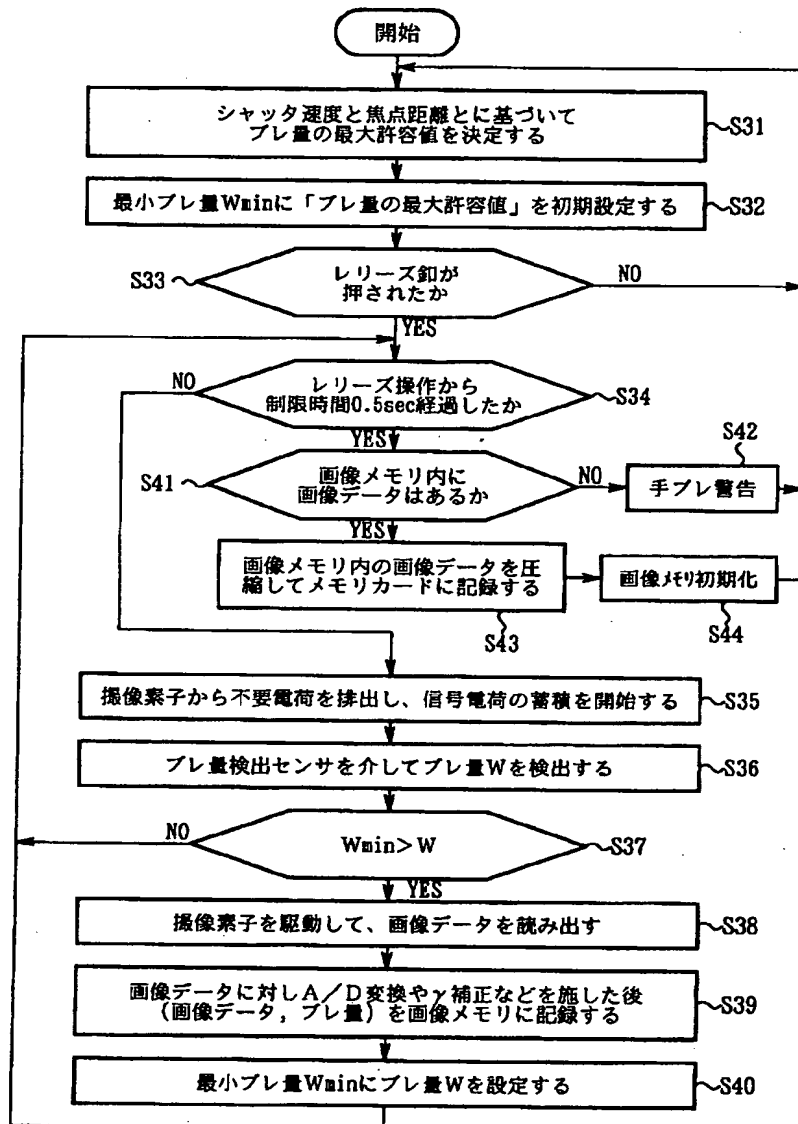 開始
シャッタ速度と焦点距離とに基づいて
ブレ量の最大許容値を決定する
S31
最小ブレ量Wminに「ブレ量の最大許容値」を初期設定する
S32
S33
レリーズ釦が
押されたか
NO
YES
NO
レリーズ操作から
制限時間0.5sec経過したか
S34
YES
S41
画像メモリ内に
画像データはあるか
NO
S42
手ブレ警告
YES
画像メモリ内の画像データを圧
縮してメモリカードに記録する
S43
画像メモリ初期化
S44
撮像素子から不要電荷を排出し、信号電荷の蓄積を開始する
S35
ブレ量検出センサを介してブレ量Wを検出する
S36
NO
Wmin>W
S37
YES
撮像素子を駆動して、画像データを読み出す
S38
画像データに対しA/D変換やγ補正などを施した後
(画像データ, ブレ量)を画像メモリに記録する
S39
最小ブレ量Wminにブレ量Wを設定する
S40